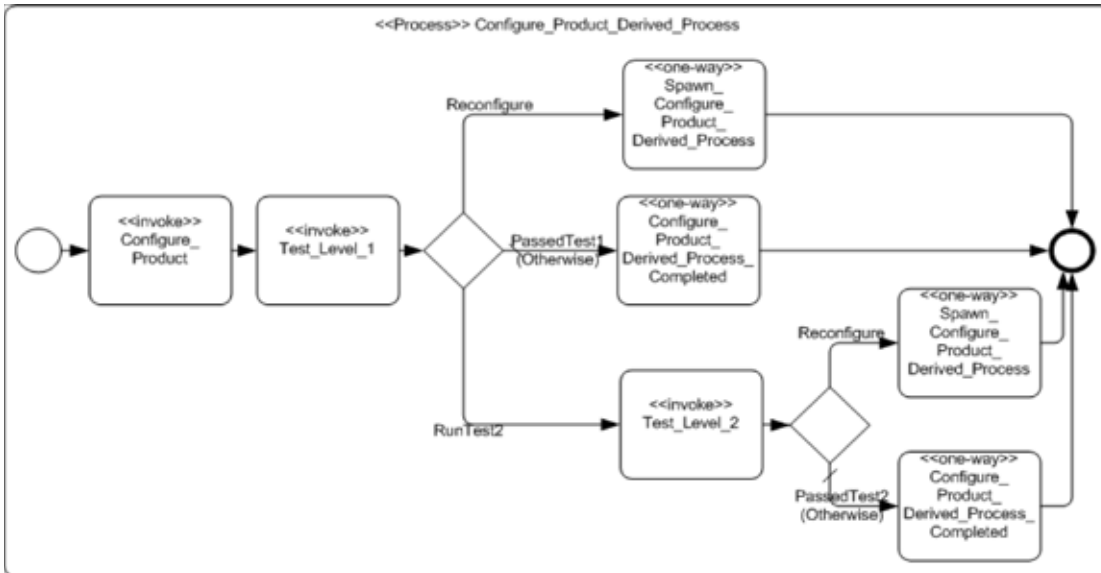 <<Process>> Configure_Product_Derived_Process
<<one-way>>
Spawn_
Configure_
Product_
Derived_Process
Reconfigure
<<invoke>>
Configure_
Product
<<invoke>>
Test_Level_1
PassedTest1
(Otherwise)
<<one-way>>
Configure_
Product_
Derived_Process_
Completed
RunTest2
<<invoke>>
Test_Level_2
Reconfigure
<<one-way>>
Spawn_
Configure_
Product_
Derived_Process
PassedTest2
(Otherwise)
<<one-way>>
Configure_
Product_
Derived_Process_
Completed